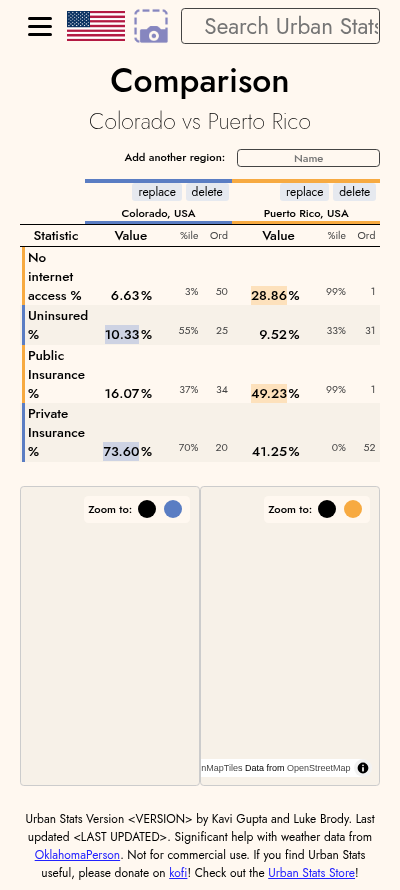 Search Urban Stats
Comparison
Colorado vs Puerto Rico
Add another region: Name
replace delete replace delete
Colorado, USA Puerto Rico, USA
Statistic Value %ile Ord Value %ile Ord
No
internet
access % 6.63% 3% 50 28.86% 99% 1
Uninsured
% 10.33% 55% 25 9.52% 33% 31
Public
Insurance
% 16.07% 37% 34 49.23% 99% 1
Private
Insurance
% 73.60% 70% 20 41.25% 0% 52
Zoom to: Zoom to:
nMapTiles Data from OpenStreetMap
Urban Stats Version <VERSION> by Kavi Gupta and Luke Brody. Last
updated <LAST UPDATED>. Significant help with weather data from
OklahomaPerson. Not for commercial use. If you find Urban Stats
useful, please donate on kofi! Check out the Urban Stats Store!